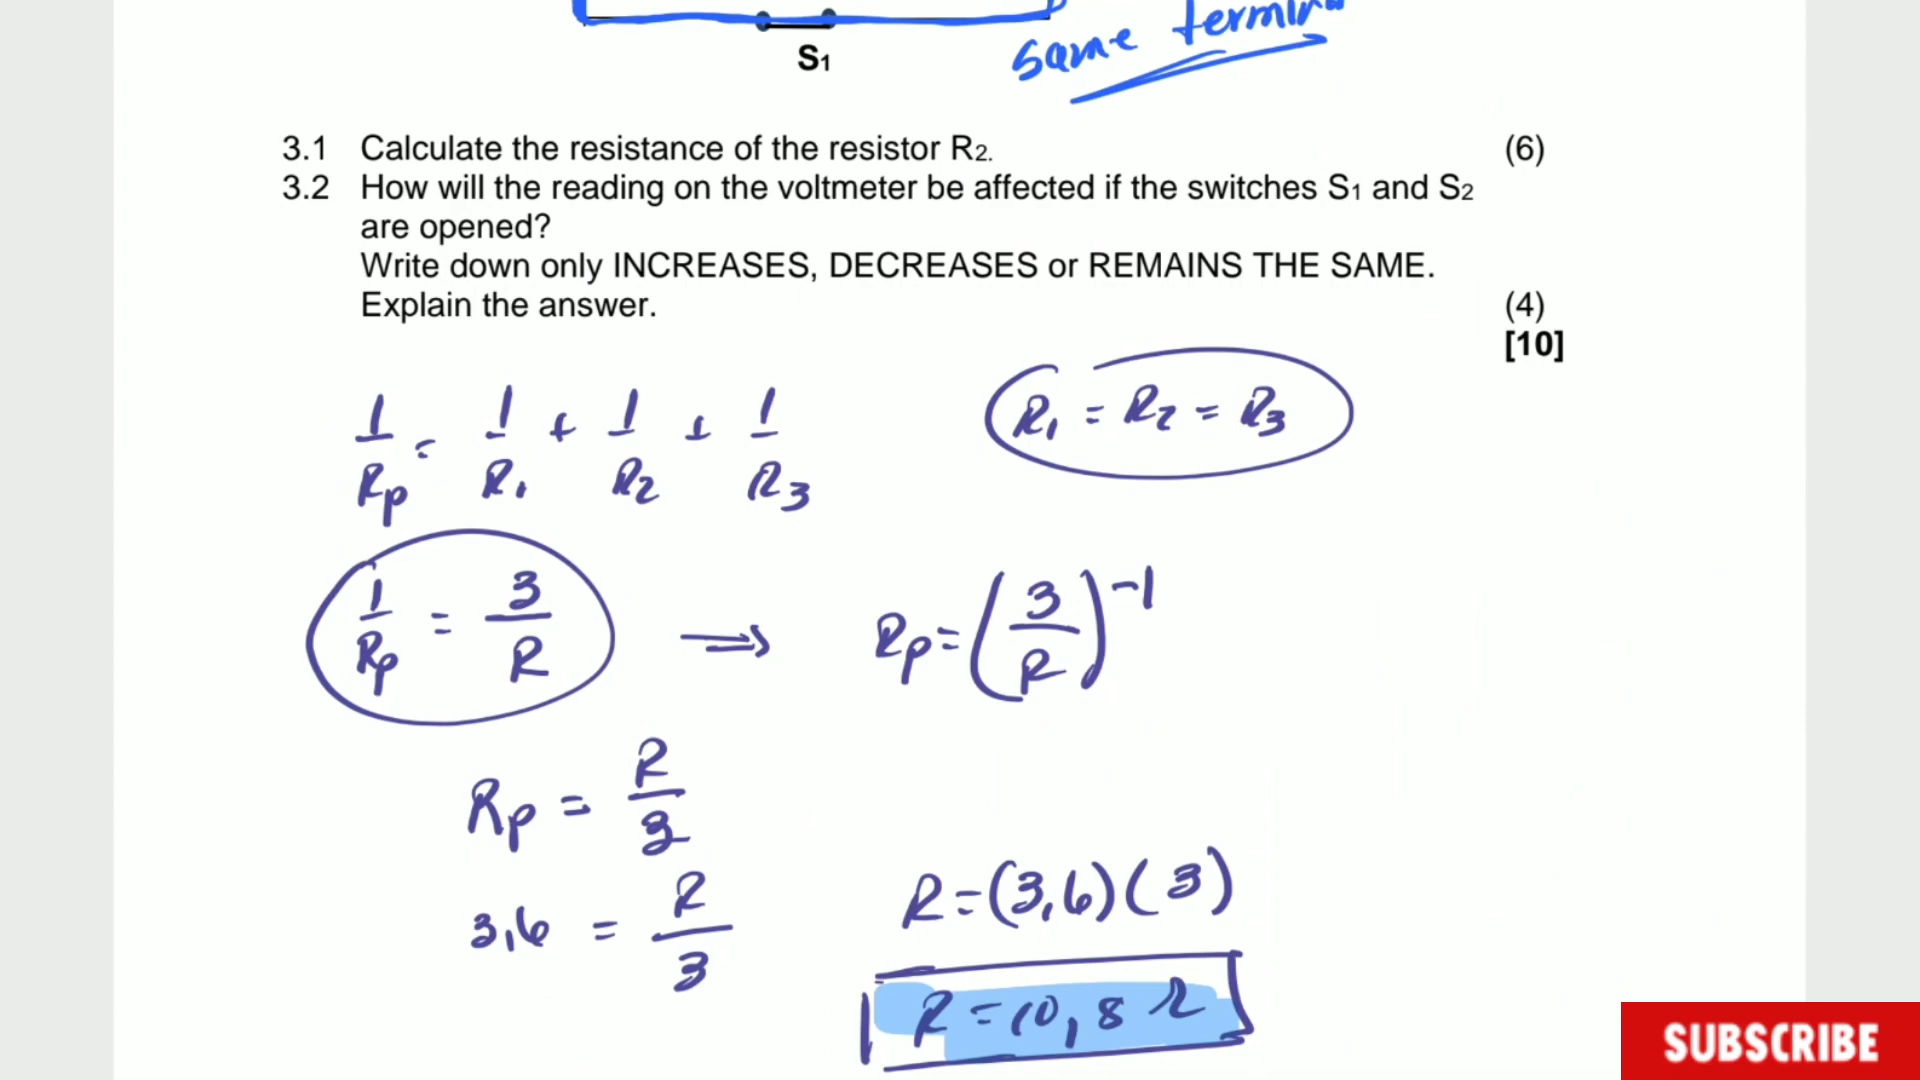 same
S1
3.1 Calculate the resistance of the resistor R2. (6)
3.2 How will the reading on the voltmeter be affected if the switches S1 and S2
are opened?
Write down only INCREASES, DECREASES or REMAINS THE SAME.
Explain the answer. (4)
[10]
1/Rp = 1/R1 + 1/R2 + 1/R3
R1 = R2 = R3
1/Rp = 3/R ⟹ Rp = (3/R)^-1
Rp = R/3
3,6 = R/3
R = (3,6)(3)
R = 10,8 Ω
SUBSCRIBE